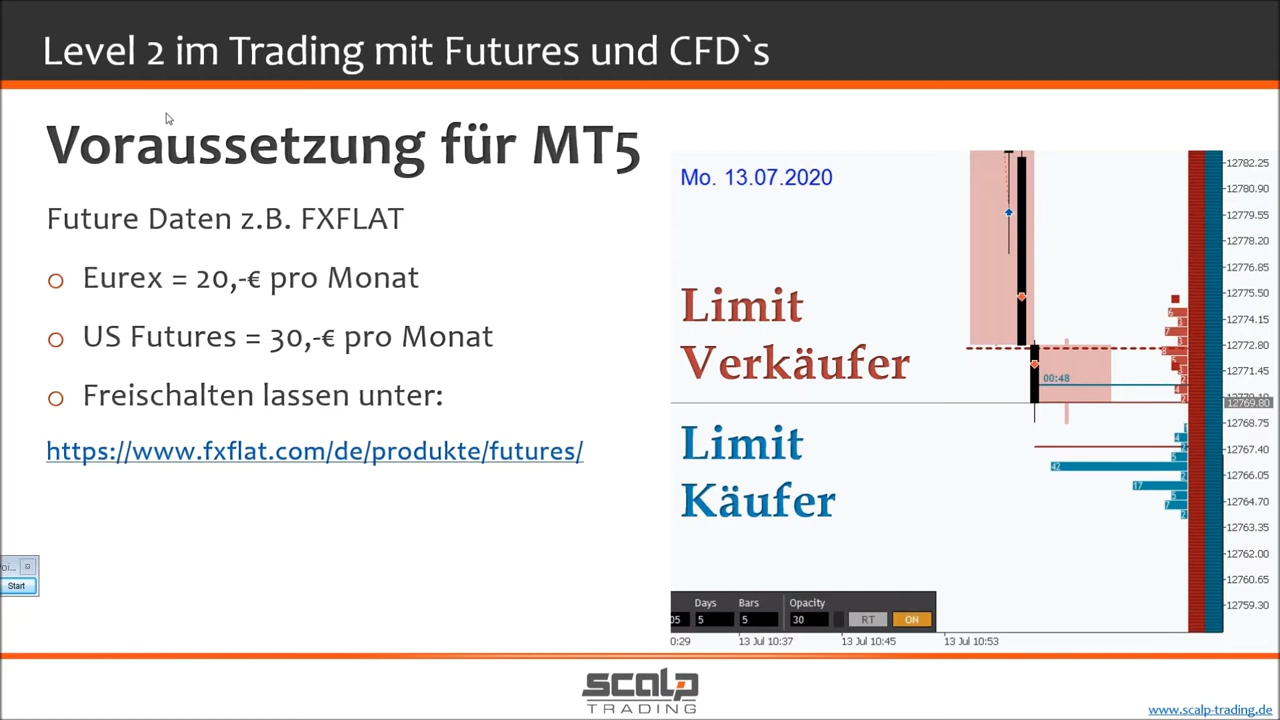 Level 2 im Trading mit Futures und CFD`s
Voraussetzung für MT5
Future Daten z.B. FXFLAT
Eurex = 20,-€ pro Monat
US Futures = 30,-€ pro Monat
Freischalten lassen unter:
https://www.fxflat.com/de/produkte/futures/
Start
Mo. 13.07.2020
Limit
Verkäufer
00:48
Limit
Käufer
42
17
12782.25
12780.90
12779.55
12778.20
12776.85
12775.50
12774.15
12772.80
12771.45
12769.80
12768.75
12767.40
12766.05
12764.70
12763.35
12762.00
12760.65
12759.30
Days Bars Opacity
05 5 5 30 RT ON
0:29 13 Jul 10:37 13 Jul 10:45 13 Jul 10:53
SCALP
TRADING
www.scalp-trading.de